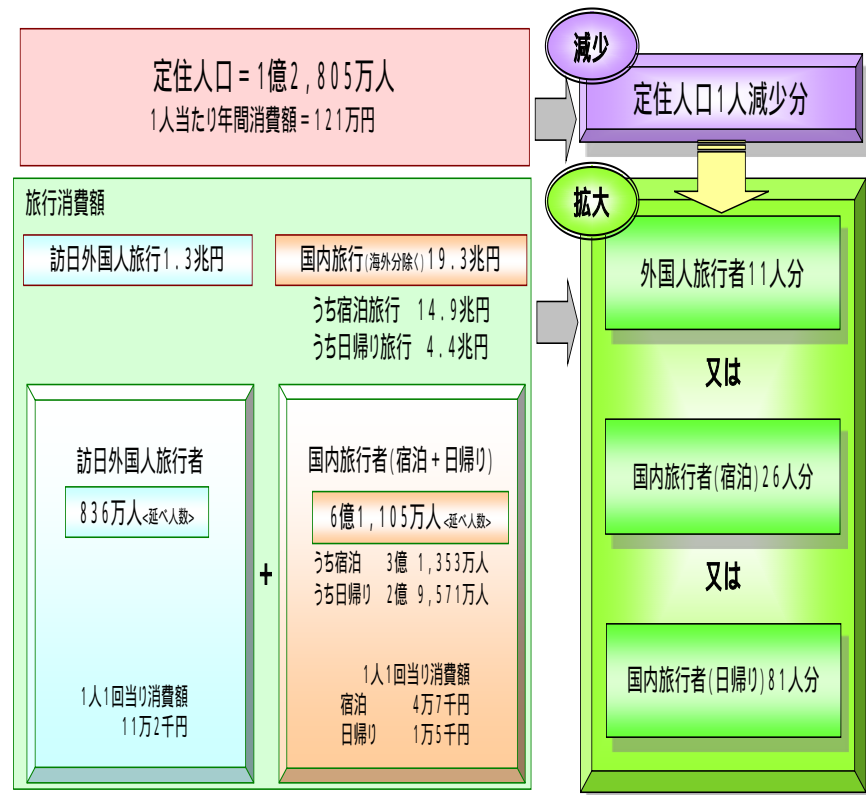 定住人口=1億2,805万人
1人当たり年間消費額=121万円
減少
定住人口1人減少分
旅行消費額
訪日外国人旅行1.3兆円
国内旅行(海外分除く)19.3兆円
うち宿泊旅行 14.9兆円
うち日帰り旅行 4.4兆円
訪日外国人旅行者
836万人<延べ人数>
+
国内旅行者(宿泊+日帰り)
6億1,105万人<延べ人数>
うち宿泊 3億 1,353万人
うち日帰り 2億 9,571万人
1人1回当り消費額
11万2千円
1人1回当り消費額
宿泊 4万7千円
日帰り 1万5千円
拡大
外国人旅行者11人分
又は
国内旅行者(宿泊)26人分
又は
国内旅行者(日帰り)81人分